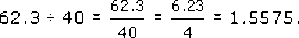 62.3 ÷ 40 = 62.3/40 = 6.23/4 = 1.5575.